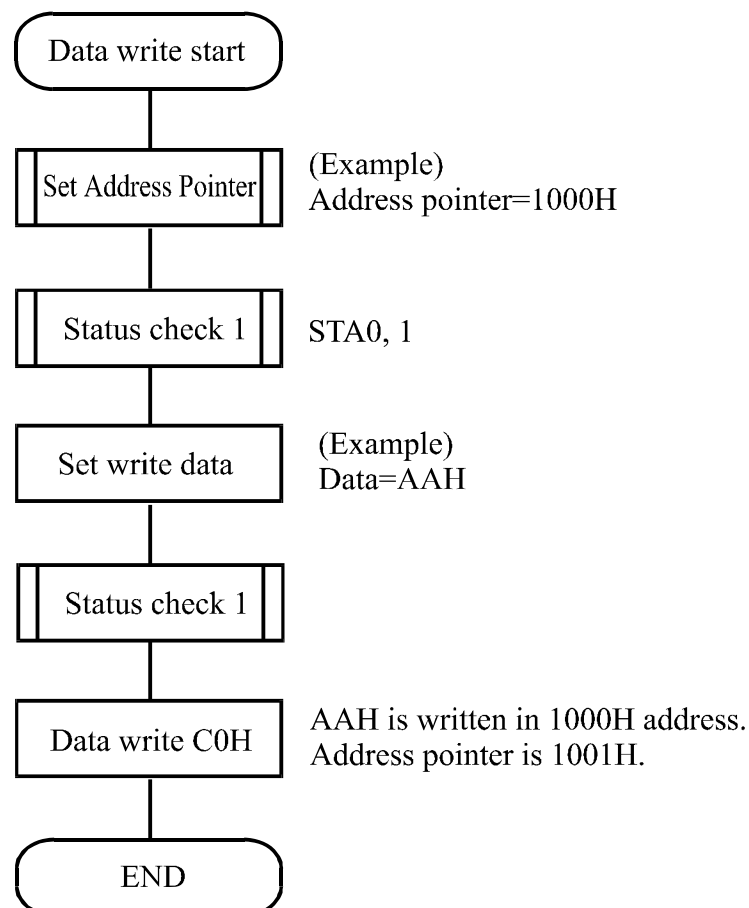 Data write start
Set Address Pointer
(Example)
Address pointer=1000H
Status check 1
STA0, 1
Set write data
(Example)
Data=AAH
Status check 1
Data write C0H
AAH is written in 1000H address.
Address pointer is 1001H.
END